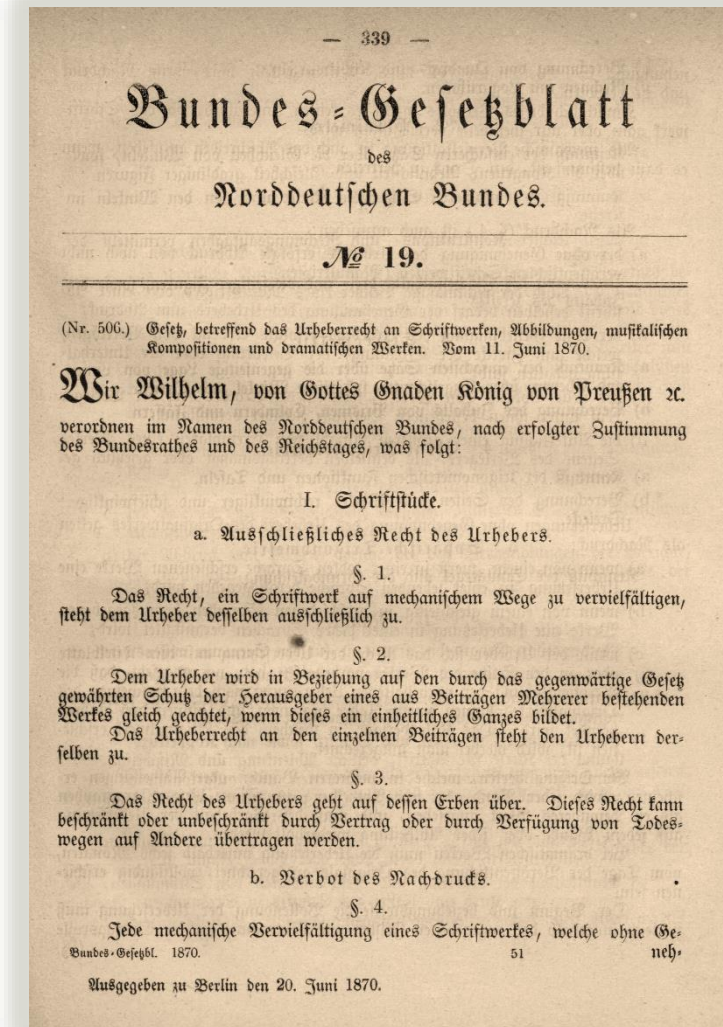 — 339 —
Bundes-Gesetzblatt
des
Norddeutschen Bundes.
№ 19.
(Nr. 506.) Gesetz, betreffend das Urheberrecht an Schriftwerken, Abbildungen, musikalischen
Kompositionen und dramatischen Werken. Vom 11. Juni 1870.
Wir Wilhelm, von Gottes Gnaden König von Preußen ꝛc.
verordnen im Namen des Norddeutschen Bundes, nach erfolgter Zustimmung
des Bundesrathes und des Reichstages, was folgt:
I. Schriftstücke.
a. Ausschließliches Recht des Urhebers.
§. 1.
Das Recht, ein Schriftwerk auf mechanischem Wege zu vervielfältigen,
steht dem Urheber desselben ausschließlich zu.
§. 2.
Dem Urheber wird in Beziehung auf den durch das gegenwärtige Gesetz
gewährten Schutz der Herausgeber eines aus Beiträgen Mehrerer bestehenden
Werkes gleich geachtet, wenn dieses ein einheitliches Ganzes bildet.
Das Urheberrecht an den einzelnen Beiträgen steht den Urhebern der-
selben zu.
§. 3.
Das Recht des Urhebers geht auf dessen Erben über. Dieses Recht kann
beschränkt oder unbeschränkt durch Vertrag oder durch Verfügung von Todes-
wegen auf Andere übertragen werden.
b. Verbot des Nachdrucks.
§. 4.
Jede mechanische Vervielfältigung eines Schriftwerkes, welche ohne Ge-
Bundes-Gesetzbl. 1870. 51 neh-
Ausgegeben zu Berlin den 20. Juni 1870.